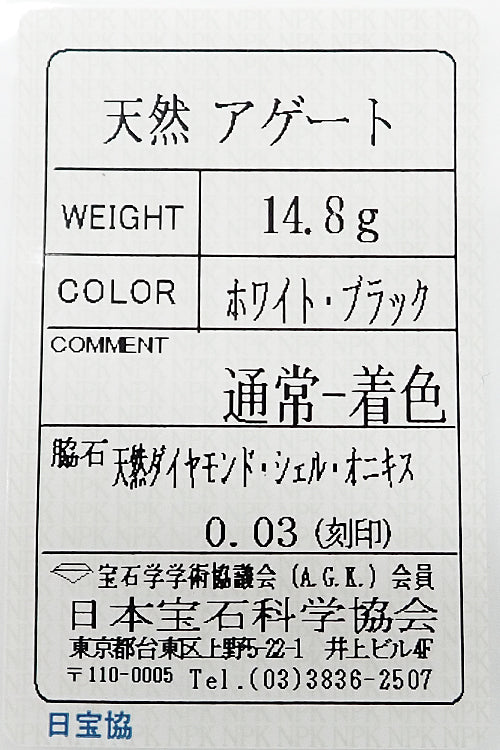 天然 アゲート
WEIGHT 14.8g
COLOR ホワイト・ブラック
COMMENT
通常-着色
脇石 天然ダイヤモンド・シェル・オニキス
0.03 (刻印)
宝石学学術協議会 (A.G.K.) 会員
日本宝石科学協会
東京都台東区上野5-22-1 井上ビル4F
〒110-0005 Tel.(03)3836-2507
日宝協